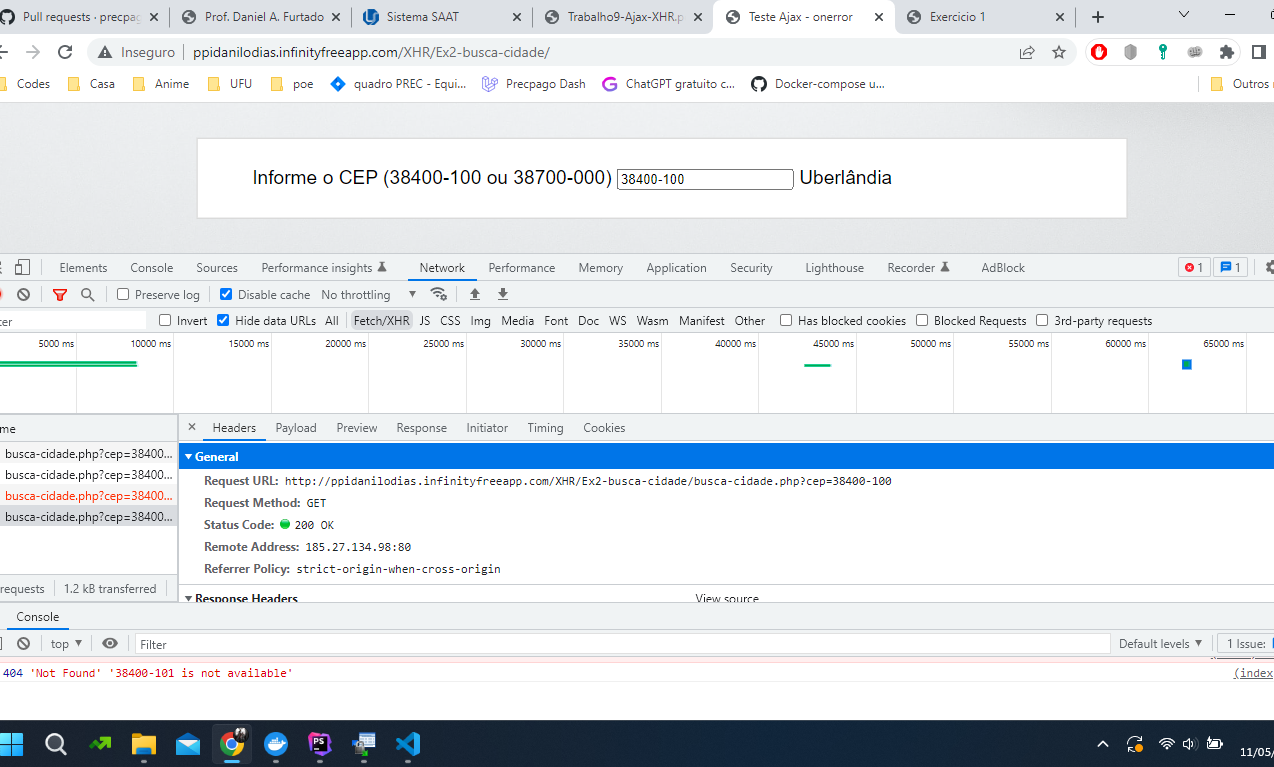 Pull requests · precpag Prof. Daniel A. Furtado Sistema SAAT Trabalho9-Ajax-XHR.p Teste Ajax - onerror Exercicio 1
Inseguro ppidanilodias.infinityfreeapp.com/XHR/Ex2-busca-cidade/
Codes Casa Anime UFU poe quadro PREC - Equi... Precpago Dash ChatGPT gratuito c... Docker-compose u... Outros
Informe o CEP (38400-100 ou 38700-000) 38400-100 Uberlândia
Elements Console Sources Performance insights Network Performance Memory Application Security Lighthouse Recorder AdBlock 1 1
Preserve log Disable cache No throttling
ter Invert Hide data URLs All Fetch/XHR JS CSS Img Media Font Doc WS Wasm Manifest Other Has blocked cookies Blocked Requests 3rd-party requests
5000 ms 10000 ms 15000 ms 20000 ms 25000 ms 30000 ms 35000 ms 40000 ms 45000 ms 50000 ms 55000 ms 60000 ms 65000 ms
me
busca-cidade.php?cep=38400...
busca-cidade.php?cep=38400...
busca-cidade.php?cep=38400...
busca-cidade.php?cep=38400...
requests 1.2 kB transferred
Headers Payload Preview Response Initiator Timing Cookies
General
Request URL: http://ppidanilodias.infinityfreeapp.com/XHR/Ex2-busca-cidade/busca-cidade.php?cep=38400-100
Request Method: GET
Status Code: 200 OK
Remote Address: 185.27.134.98:80
Referrer Policy: strict-origin-when-cross-origin
Response Headers View source
Console
top Filter Default levels 1 Issue:
404 'Not Found' '38400-101 is not available' (index
PS
11/05/